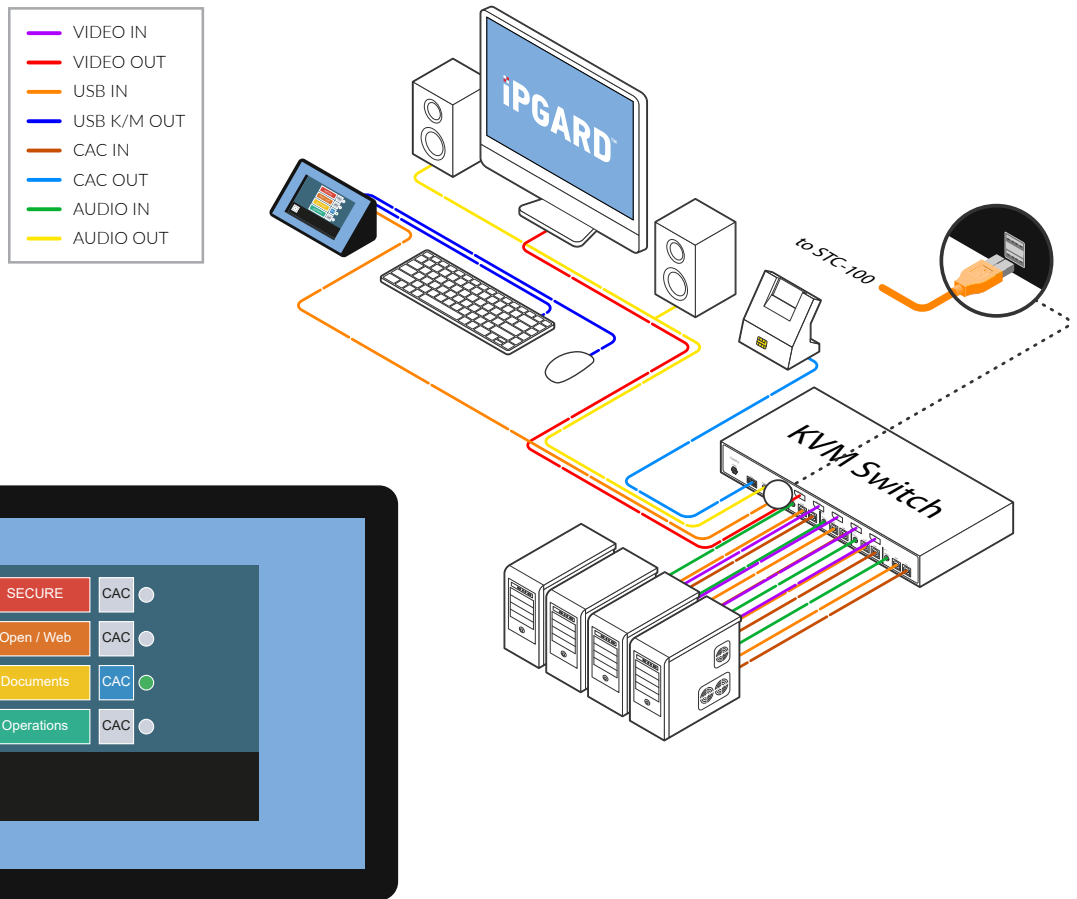 VIDEO IN
VIDEO OUT
USB IN
USB K/M OUT
CAC IN
CAC OUT
AUDIO IN
AUDIO OUT
iPGARD™
to STC-100
KVM Switch
SECURE CAC
Open / Web CAC
Documents CAC
Operations CAC